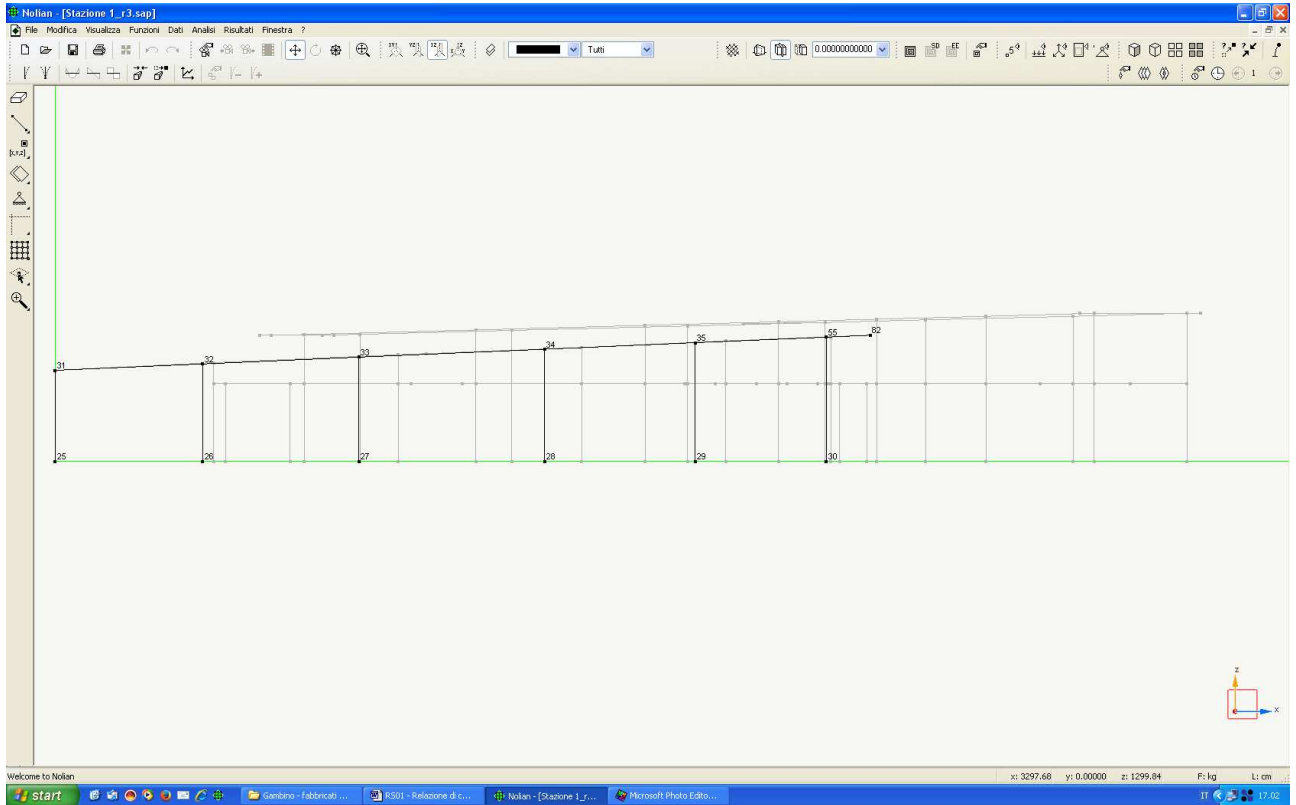 Nolian - [Stazione 1_r3.sap]
File Modifica Visualizza Funzioni Dati Analisi Risultati Finestra ?
Tutti
0.00000000000
1
82
55
35
34
33
32
31
25
26
27
28
29
30
z
x
Welcome to Nolian
x: 3297.68 y: 0.00000 z: 1299.84 F: kg L: cm
start
Gambino - fabbricati ...
RS01 - Relazione di c...
Nolian - [Stazione 1_r...
Microsoft Photo Edito...
IT
17.02